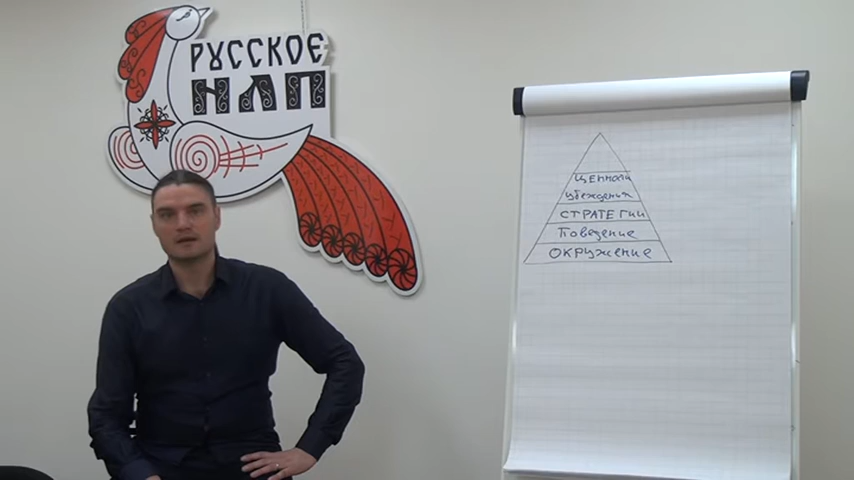 РУССКОЕ
НЛП
ЦЕННОСТИ
УБЕЖДЕНИЯ
СТРАТЕГИИ
Поведение
ОКРУЖЕНИЕ